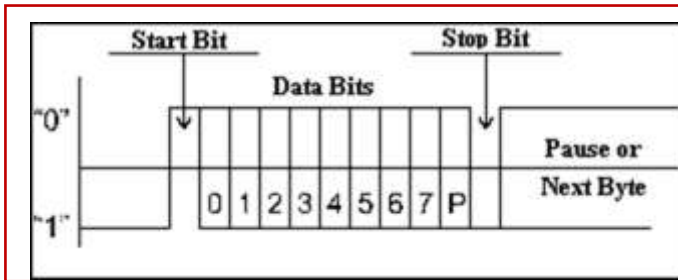 Start Bit Stop Bit
Data Bits
"0"
Pause or
Next Byte
0 1 2 3 4 5 6 7 P
"1"